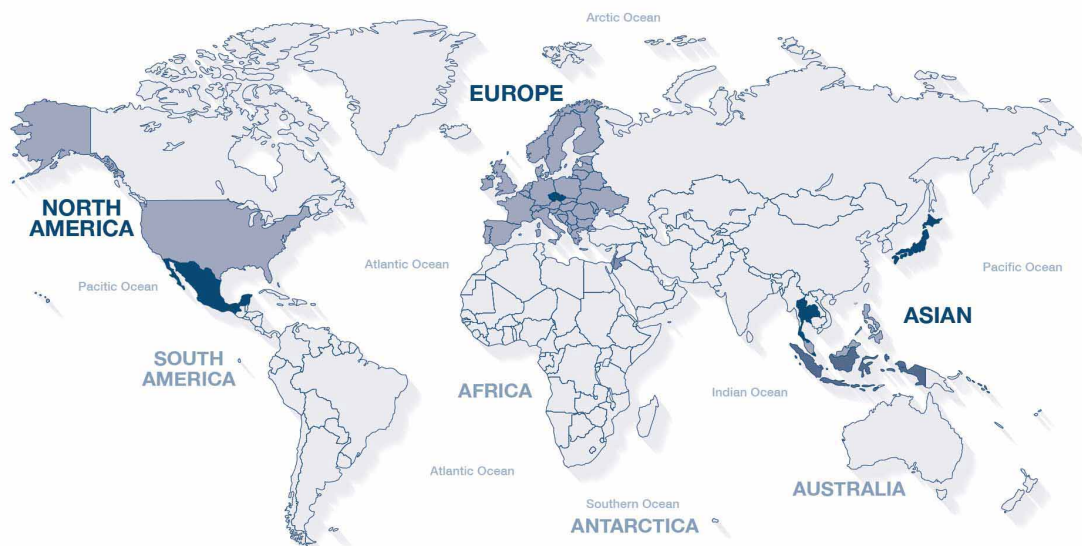 Arctic Ocean
EUROPE
NORTH
AMERICA
Atlantic Ocean
Pacific Ocean
Pacitic Ocean
ASIAN
SOUTH
AMERICA
AFRICA
Indian Ocean
Atlantic Ocean
AUSTRALIA
Southern Ocean
ANTARCTICA